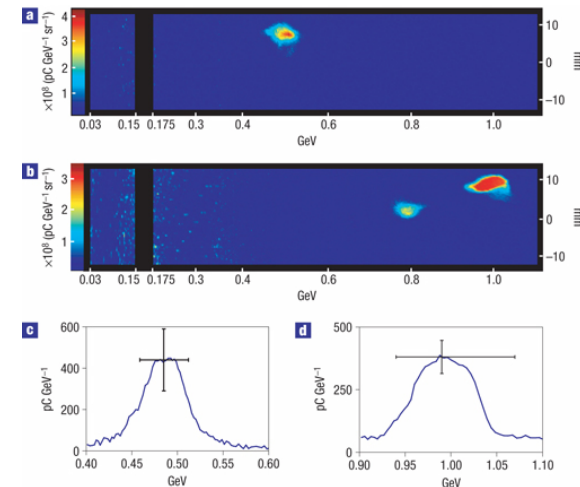 a
×10⁸ (pC GeV⁻¹ sr⁻¹)
4
3
2
1
10
0
−10
mm
0.03 0.15 0.175 0.3 0.4 0.6 0.8 1.0
GeV
b
×10⁸ (pC GeV⁻¹ sr⁻¹)
3
2
1
10
0
−10
mm
0.03 0.15 0.175 0.3 0.4 0.6 0.8 1.0
GeV
c
pC GeV⁻¹
600
400
200
0
0.40 0.45 0.50 0.55 0.60
GeV
d
pC GeV⁻¹
500
250
0
0.90 0.95 1.00 1.05 1.10
GeV